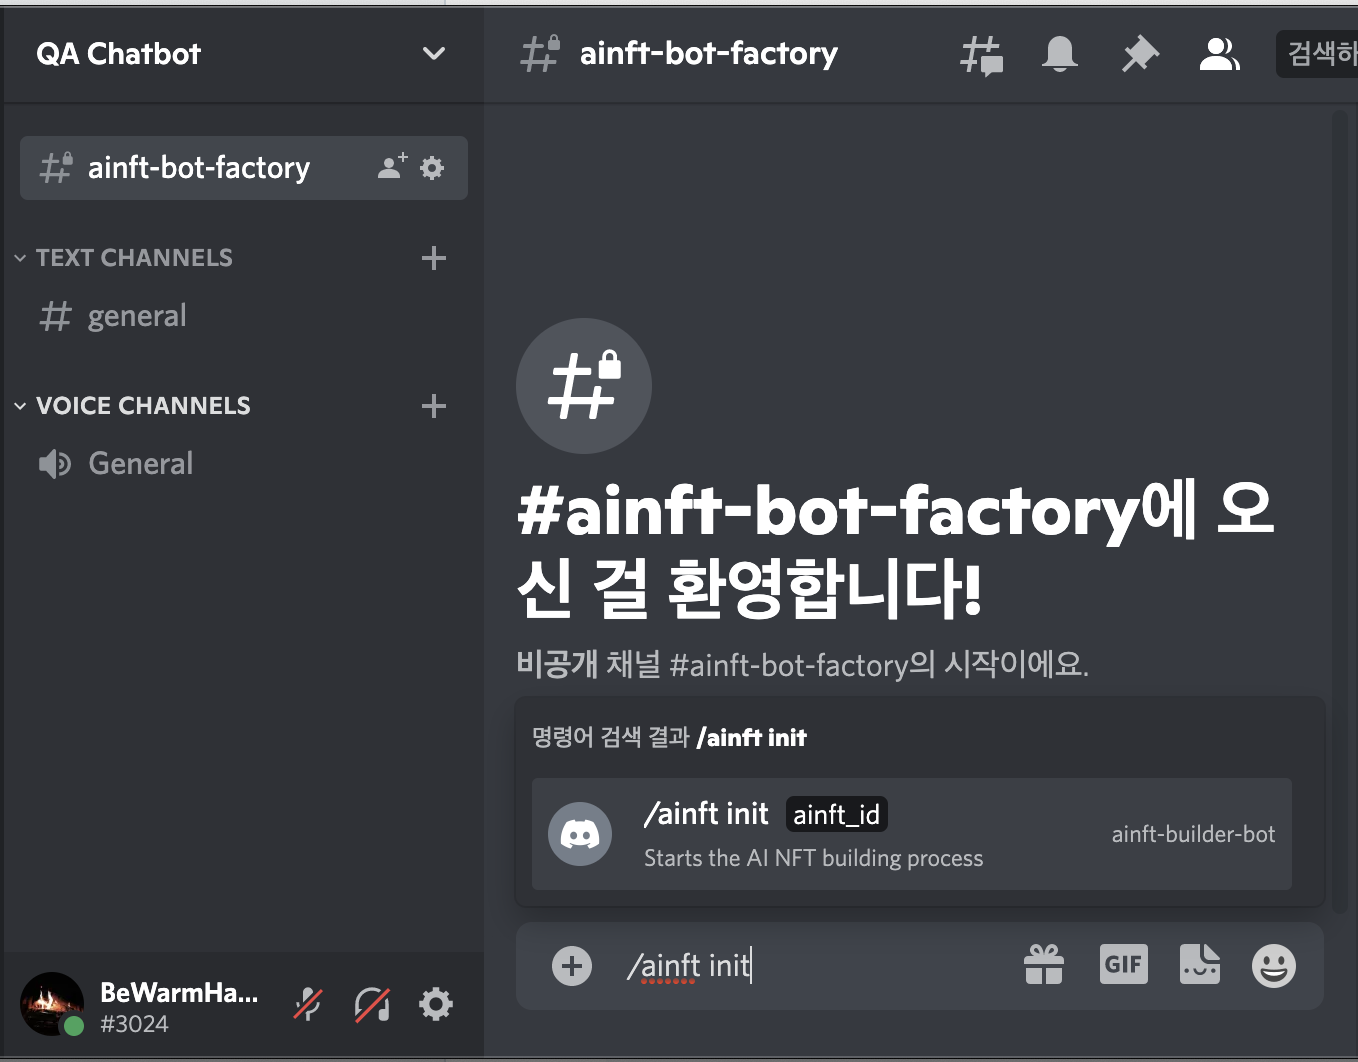 QA Chatbot
ainft-bot-factory
TEXT CHANNELS
general
VOICE CHANNELS
General
BeWarmHa...
#3024
ainft-bot-factory
검색하
#ainft-bot-factory에 오
신 걸 환영합니다!
비공개 채널 #ainft-bot-factory의 시작이에요.
명령어 검색 결과 /ainft init
/ainft init ainft_id
Starts the AI NFT building process
ainft-builder-bot
/ainft init
GIF